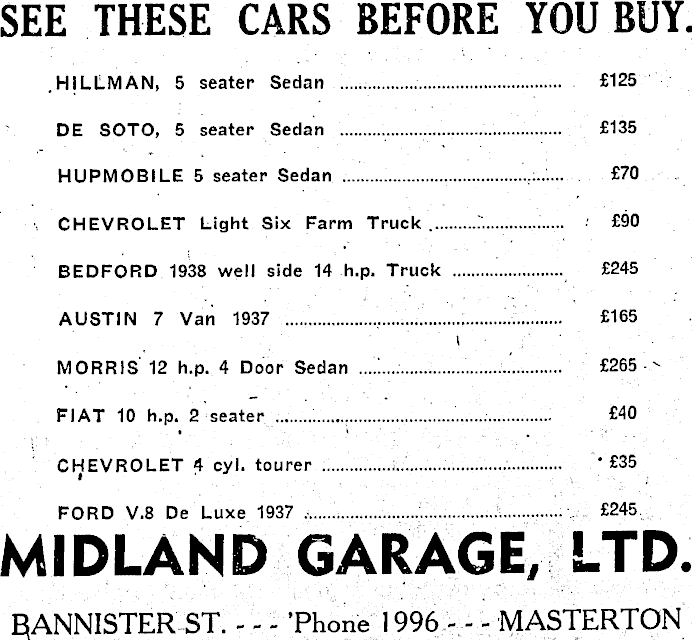 SEE THESE CARS BEFORE YOU BUY.
HILLMAN, 5 seater Sedan ........................ £125
DE SOTO, 5 seater Sedan ........................ £135
HUPMOBILE 5 seater Sedan ........................ £70
CHEVROLET Light Six Farm Truck ........................ £90
BEDFORD 1938 well side 14 h.p. Truck ........................ £245
AUSTIN 7 Van 1937 ........................ £165
MORRIS 12 h.p. 4 Door Sedan ........................ £265
FIAT 10 h.p. 2 seater ........................ £40
CHEVROLET 4 cyl. tourer ........................ £35
FORD V.8 De Luxe 1937 ........................ £245
MIDLAND GARAGE, LTD.
BANNISTER ST. - - - 'Phone 1996 - - - MASTERTON